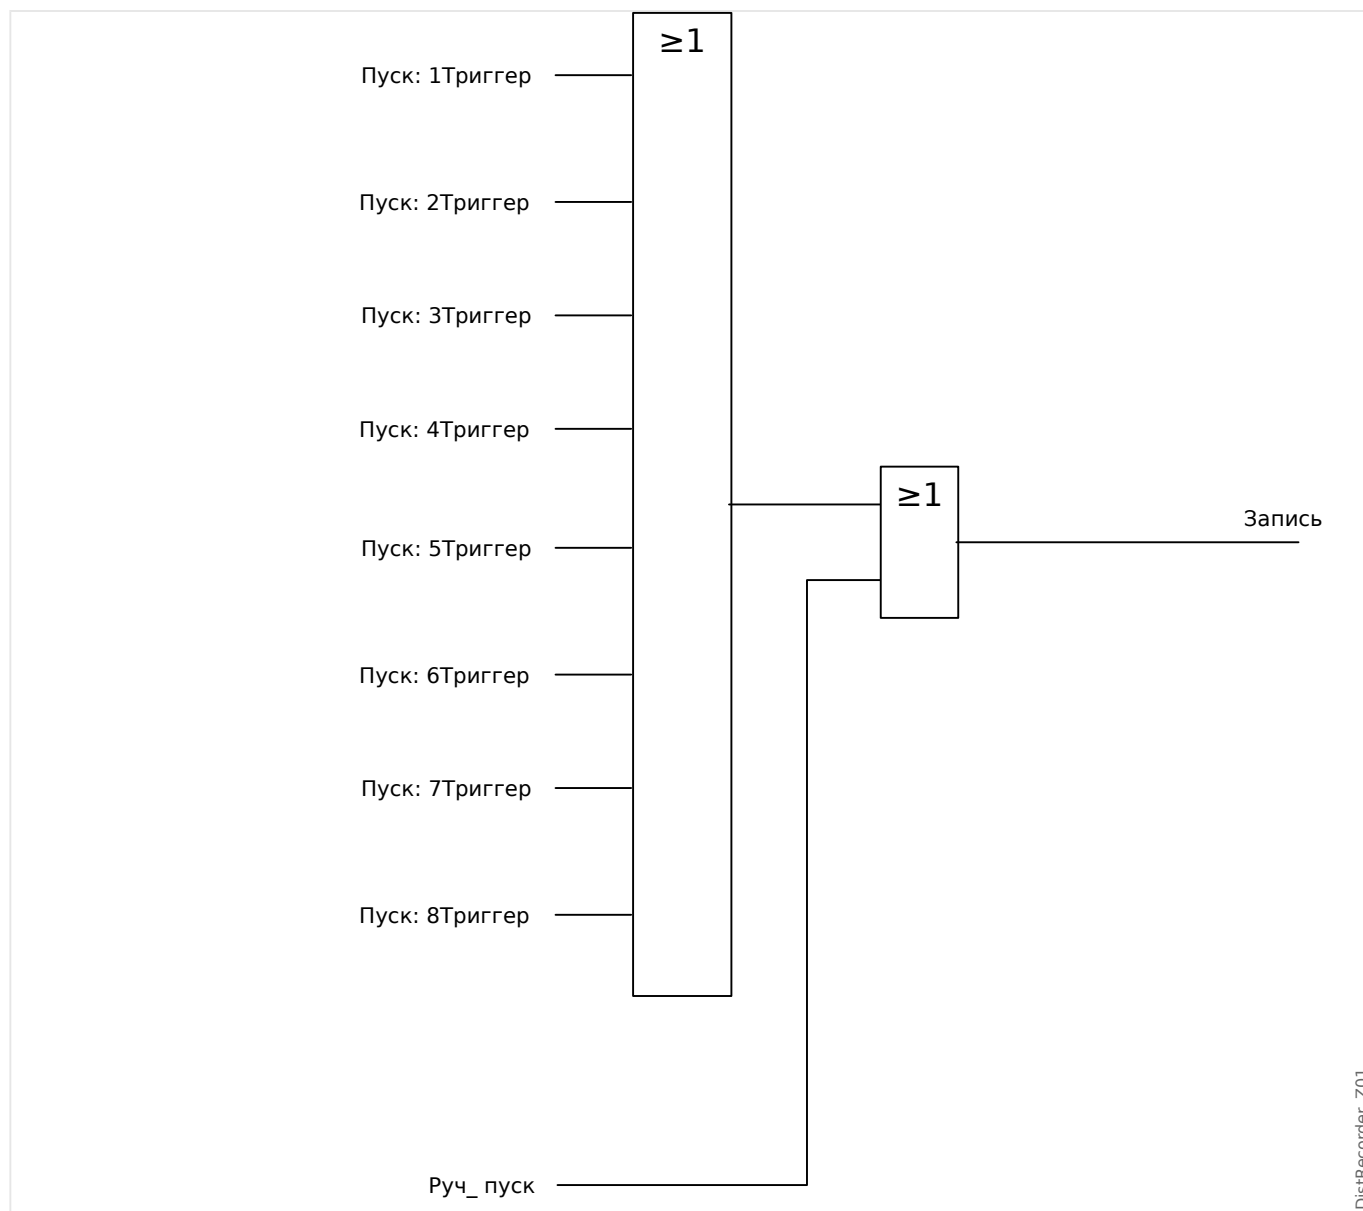 ≥1
Пуск: 1Триггер
Пуск: 2Триггер
Пуск: 3Триггер
Пуск: 4Триггер
≥1
Запись
Пуск: 5Триггер
Пуск: 6Триггер
Пуск: 7Триггер
Пуск: 8Триггер
Руч_ пуск
DistRecorder_Z01